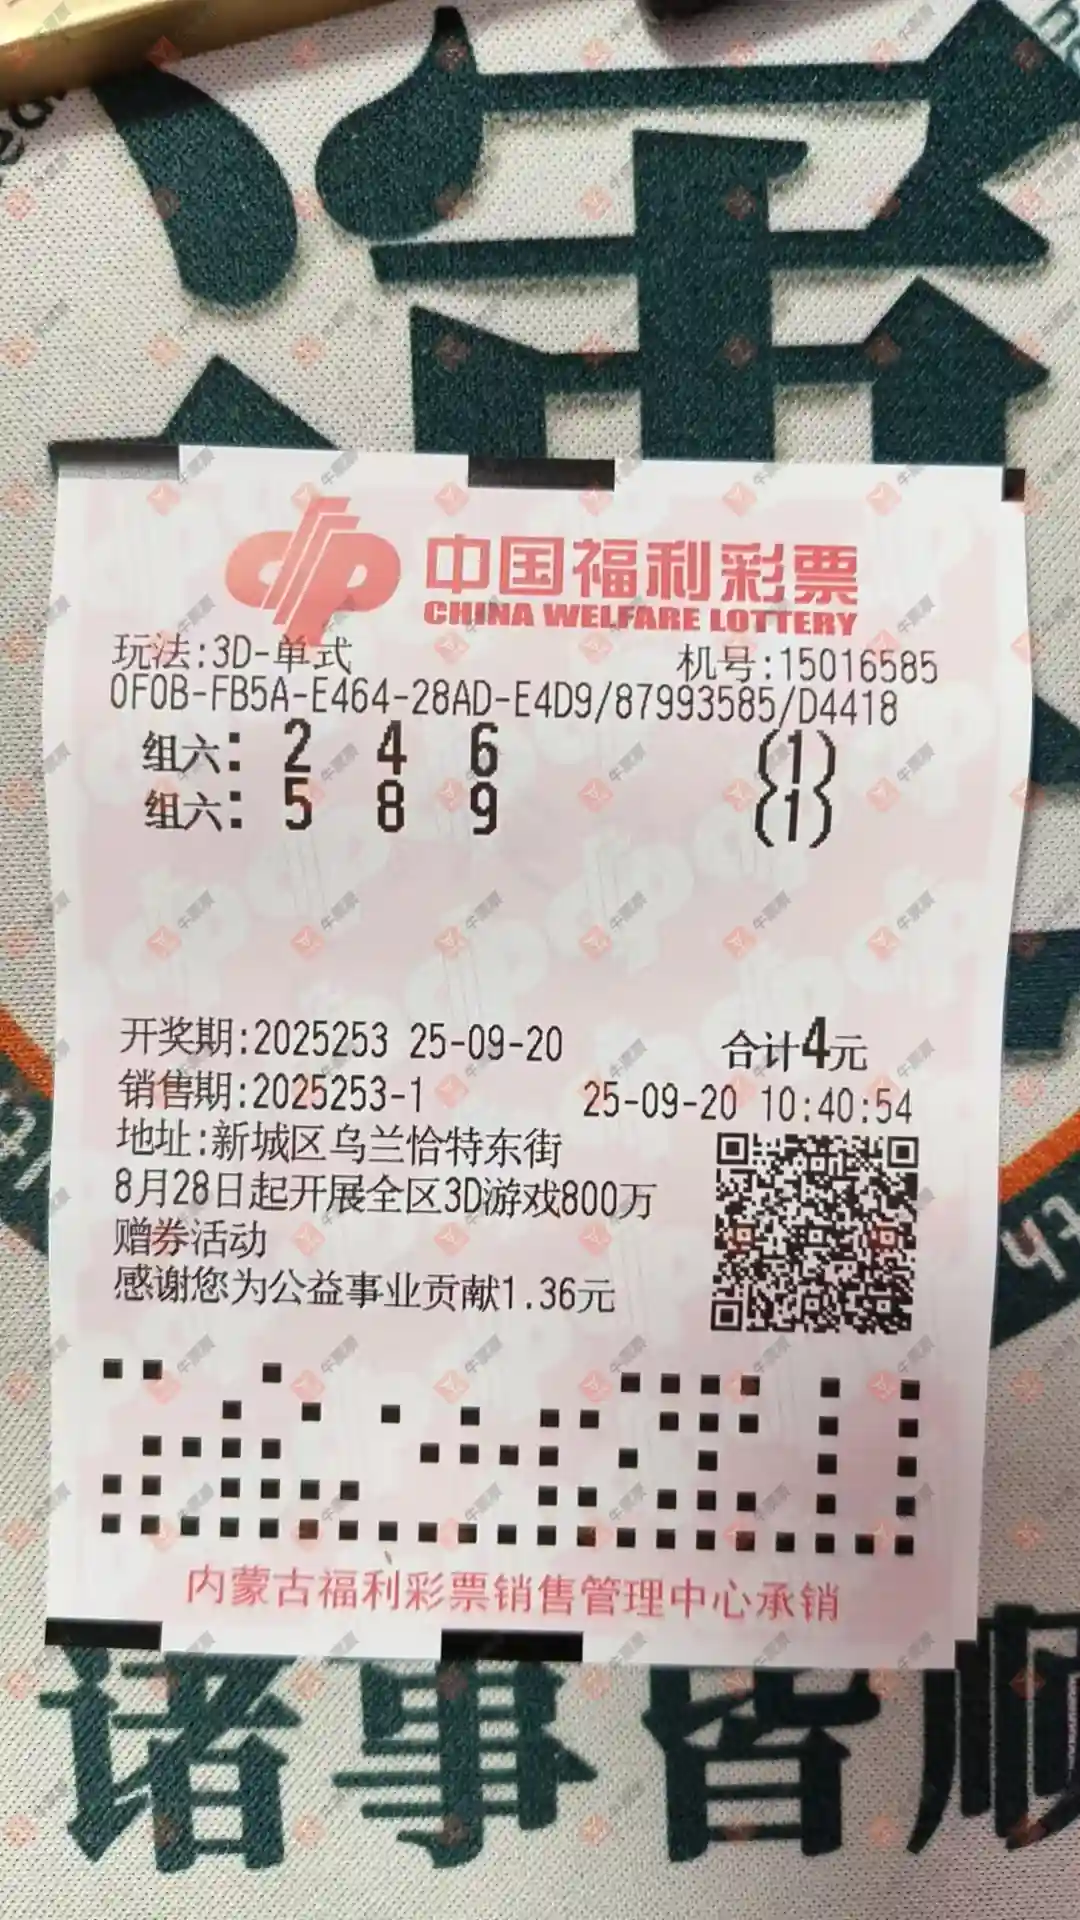 中国福利彩票
CHINA WELFARE LOTTERY
玩法:3D-单式 机号:15016585
0F0B-FB5A-E464-28AD-E4D9/87993585/D4418
组六: 2 4 6 (1)
组六: 5 8 9 (1)
开奖期:2025253 25-09-20 合计4元
销售期:2025253-1 25-09-20 10:40:54
地址:新城区乌兰恰特东街
8月28日起开展全区3D游戏800万
赠券活动
感谢您为公益事业贡献1.36元
内蒙古福利彩票销售管理中心承销
诸事皆顺